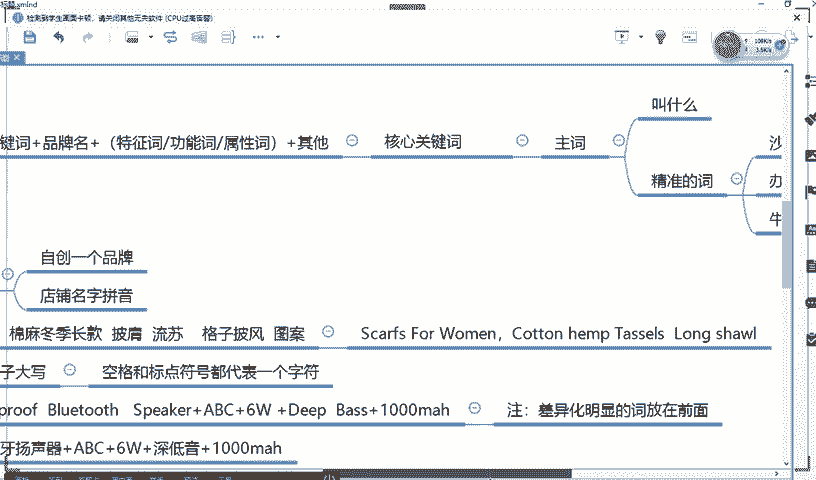 标题.xmind
检测到学生画面卡顿，请关闭其他无关软件 (CPU过高告警)
叫什么
键词+品牌名+（特征词/功能词/属性词）+其他 核心关键词 主词 沙
精准的词 办
牛
自创一个品牌
店铺名字拼音
棉麻冬季长款 披肩 流苏 格子披风 图案 Scarfs For Women，Cotton hemp Tassels Long shawl
子大写 空格和标点符号都代表一个字符
proof Bluetooth Speaker+ABC+6W +Deep Bass+1000mah 注：差异化明显的词放在前面
牙扬声器+ABC+6W+深低音+1000mah